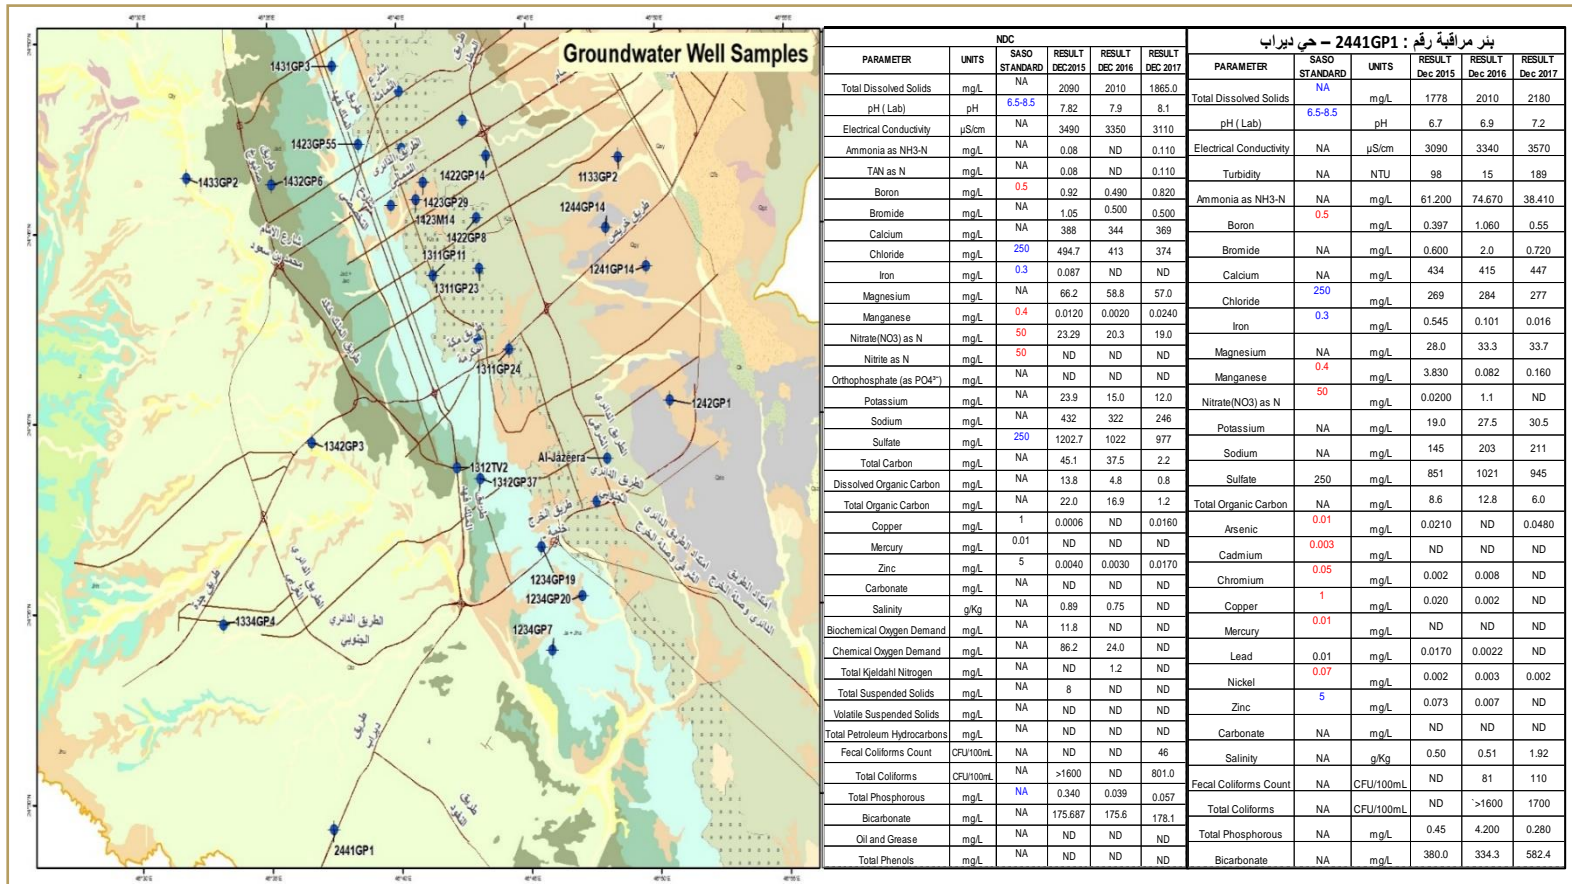 Groundwater Well Samples
1431GP3
1423GP55
1433GP2
1432GP6
1422GP14
1423GP29
1423M14
1422GP8
1133GP2
1244GP14
1311GP11
1311GP23
1241GP14
1311GP24
1242GP1
1342GP3
Al-Jazeera
1312TV2
1312GP37
1234GP19
1234GP20
1234GP7
1334GP4
2441GP1
طريق صلبوخ
شارع الامام
محمد بن سعود
طريق الملك خالد
طريق خريص
طريق جدة
الطريق الدائري
الغربي
الطريق الدائري
الجنوبي
طريق
ديراب
NDC
PARAMETER UNITS SASO STANDARD RESULT DEC2015 RESULT DEC 2016 RESULT DEC 2017
Total Dissolved Solids mg/L NA 2090 2010 1865.0
pH ( Lab) pH 6.5-8.5 7.82 7.9 8.1
Electrical Conductivity µS/cm NA 3490 3350 3110
Ammonia as NH3-N mg/L NA 0.08 ND 0.110
TAN as N mg/L NA 0.08 ND 0.110
Boron mg/L 0.5 0.92 0.490 0.820
Bromide mg/L NA 1.05 0.500 0.500
Calcium mg/L NA 388 344 369
Chloride mg/L 250 494.7 413 374
Iron mg/L 0.3 0.087 ND ND
Magnesium mg/L NA 66.2 58.8 57.0
Manganese mg/L 0.4 0.0120 0.0020 0.0240
Nitrate(NO3) as N mg/L 50 23.29 20.3 19.0
Nitrite as N mg/L 50 ND ND ND
Orthophosphate (as PO4³⁻) mg/L NA ND ND ND
Potassium mg/L NA 23.9 15.0 12.0
Sodium mg/L NA 432 322 246
Sulfate mg/L 250 1202.7 1022 977
Total Carbon mg/L NA 45.1 37.5 2.2
Dissolved Organic Carbon mg/L NA 13.8 4.8 0.8
Total Organic Carbon mg/L NA 22.0 16.9 1.2
Copper mg/L 1 0.0006 ND 0.0160
Mercury mg/L 0.01 ND ND ND
Zinc mg/L 5 0.0040 0.0030 0.0170
Carbonate mg/L NA ND ND ND
Salinity g/Kg NA 0.89 0.75 ND
Biochemical Oxygen Demand mg/L NA 11.8 ND ND
Chemical Oxygen Demand mg/L NA 86.2 24.0 ND
Total Kjeldahl Nitrogen mg/L NA ND 1.2 ND
Total Suspended Solids mg/L NA 8 ND ND
Volatile Suspended Solids mg/L NA ND ND ND
Total Petroleum Hydrocarbons mg/L NA ND ND ND
Fecal Coliforms Count CFU/100mL NA ND ND 46
Total Coliforms CFU/100mL NA >1600 ND 801.0
Total Phosphorous mg/L NA 0.340 0.039 0.057
Bicarbonate mg/L NA 175.687 175.6 178.1
Oil and Grease mg/L NA ND ND ND
Total Phenols mg/L NA ND ND ND
بئر مراقبة رقم : 2441GP1 – حي ديراب
PARAMETER SASO STANDARD UNITS RESULT Dec 2015 RESULT Dec 2016 RESULT Dec 2017
Total Dissolved Solids NA mg/L 1778 2010 2180
pH ( Lab) 6.5-8.5 pH 6.7 6.9 7.2
Electrical Conductivity NA µS/cm 3090 3340 3570
Turbidity NA NTU 98 15 189
Ammonia as NH3-N NA mg/L 61.200 74.670 38.410
Boron 0.5 mg/L 0.397 1.060 0.55
Bromide NA mg/L 0.600 2.0 0.720
Calcium NA mg/L 434 415 447
Chloride 250 mg/L 269 284 277
Iron 0.3 mg/L 0.545 0.101 0.016
Magnesium NA mg/L 28.0 33.3 33.7
Manganese 0.4 mg/L 3.830 0.082 0.160
Nitrate(NO3) as N 50 mg/L 0.0200 1.1 ND
Potassium NA mg/L 19.0 27.5 30.5
Sodium NA mg/L 145 203 211
Sulfate 250 mg/L 851 1021 945
Total Organic Carbon NA mg/L 8.6 12.8 6.0
Arsenic 0.01 mg/L 0.0210 ND 0.0480
Cadmium 0.003 mg/L ND ND ND
Chromium 0.05 mg/L 0.002 0.008 ND
Copper 1 mg/L 0.020 0.002 ND
Mercury 0.01 mg/L ND ND ND
Lead 0.01 mg/L 0.0170 0.0022 ND
Nickel 0.07 mg/L 0.002 0.003 0.002
Zinc 5 mg/L 0.073 0.007 ND
Carbonate NA mg/L ND ND ND
Salinity NA g/Kg 0.50 0.51 1.92
Fecal Coliforms Count NA CFU/100mL ND 81 110
Total Coliforms NA CFU/100mL ND `>1600 1700
Total Phosphorous NA mg/L 0.45 4.200 0.280
Bicarbonate NA mg/L 380.0 334.3 582.4